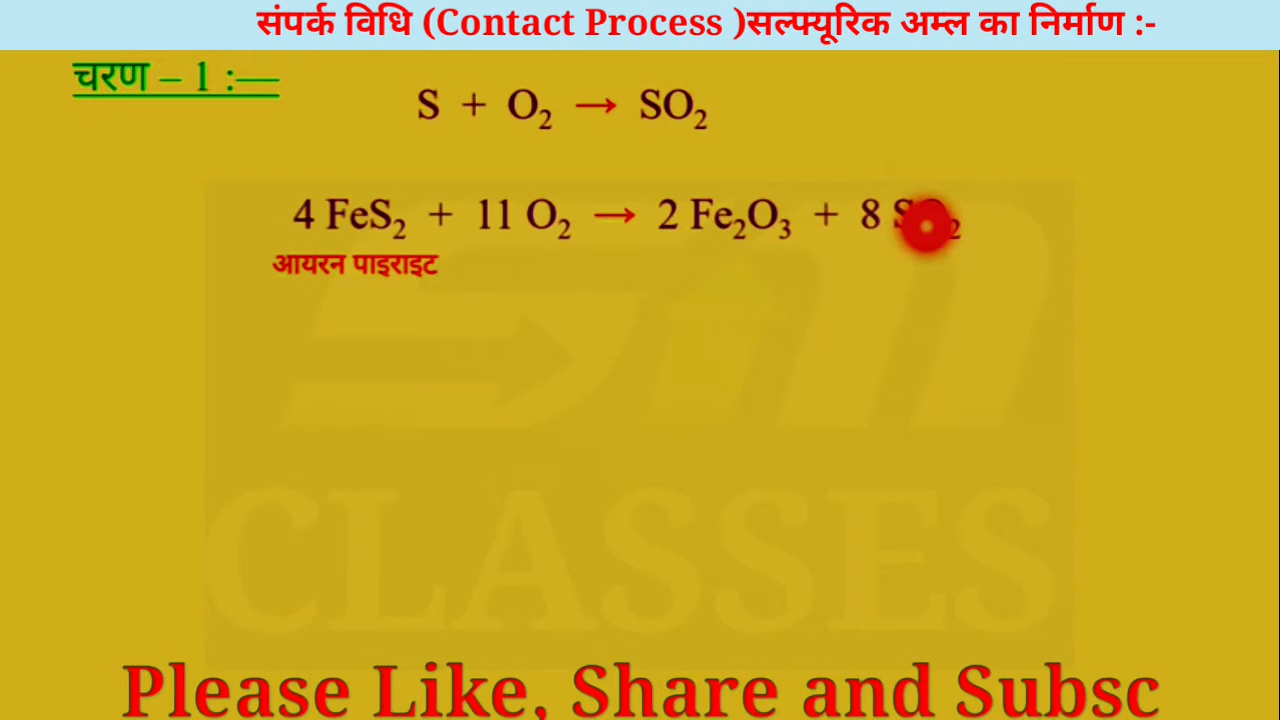 संपर्क विधि (Contact Process )सल्फ्यूरिक अम्ल का निर्माण :-
चरण – 1 :—
S + O₂ → SO₂
4 FeS₂ + 11 O₂ → 2 Fe₂O₃ + 8 SO₂
आयरन पाइराइट
sm
CLASSES
Please Like, Share and Subsc